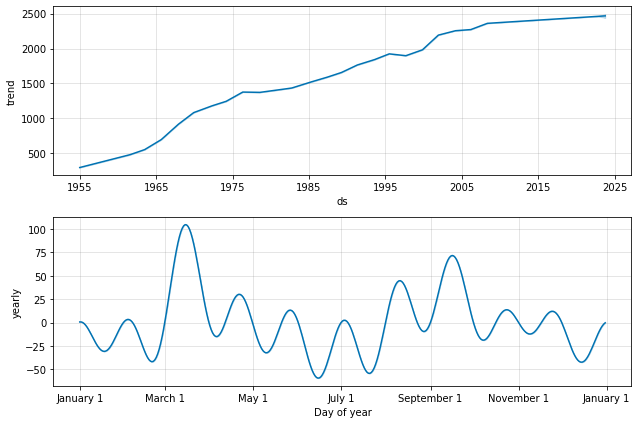 2500
2000
1500
1000
500
trend
1955 1965 1975 1985 1995 2005 2015 2025
ds
100
75
50
25
0
−25
−50
yearly
January 1 March 1 May 1 July 1 September 1 November 1 January 1
Day of year